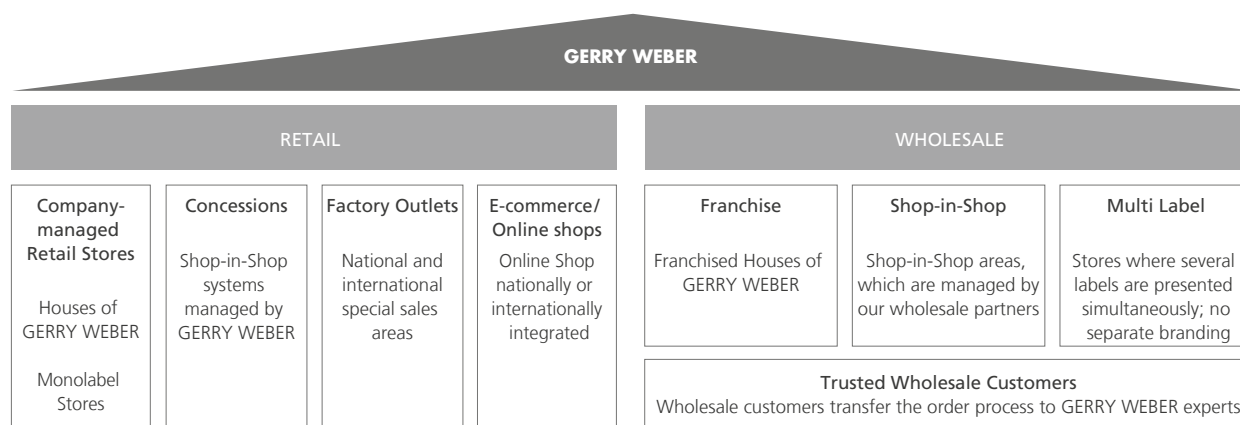 GERRY WEBER
RETAIL
WHOLESALE
Company-
managed
Retail Stores
Houses of
GERRY WEBER
Monolabel
Stores
Concessions
Shop-in-Shop
systems
managed by
GERRY WEBER
Factory Outlets
National and
international
special sales
areas
E-commerce/
Online shops
Online Shop
nationally or
internationally
integrated
Franchise
Franchised Houses of
GERRY WEBER
Shop-in-Shop
Shop-in-Shop areas,
which are managed by
our wholesale partners
Multi Label
Stores where several
labels are presented
simultaneously; no
separate branding
Trusted Wholesale Customers
Wholesale customers transfer the order process to GERRY WEBER experts